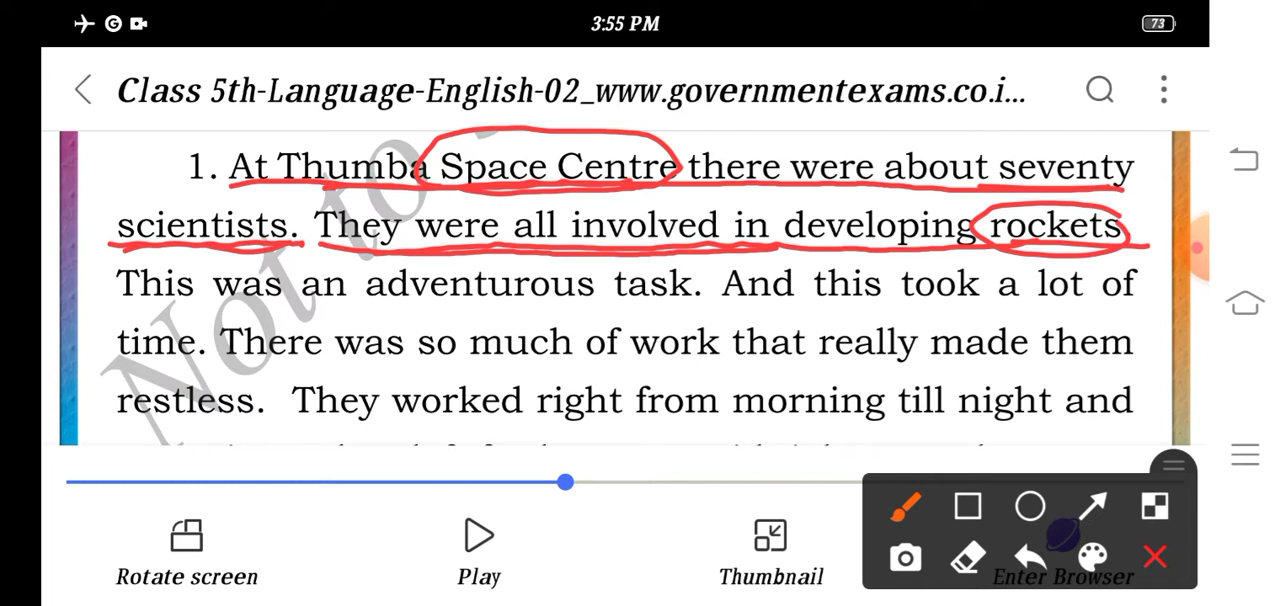 3:55 PM
73
Class 5th-Language-English-02_www.governmentexams.co.i...
1. At Thumba Space Centre there were about seventy
scientists. They were all involved in developing rockets
This was an adventurous task. And this took a lot of
time. There was so much of work that really made them
restless. They worked right from morning till night and
Not to
Rotate screen
Play
Thumbnail
Enter Browser